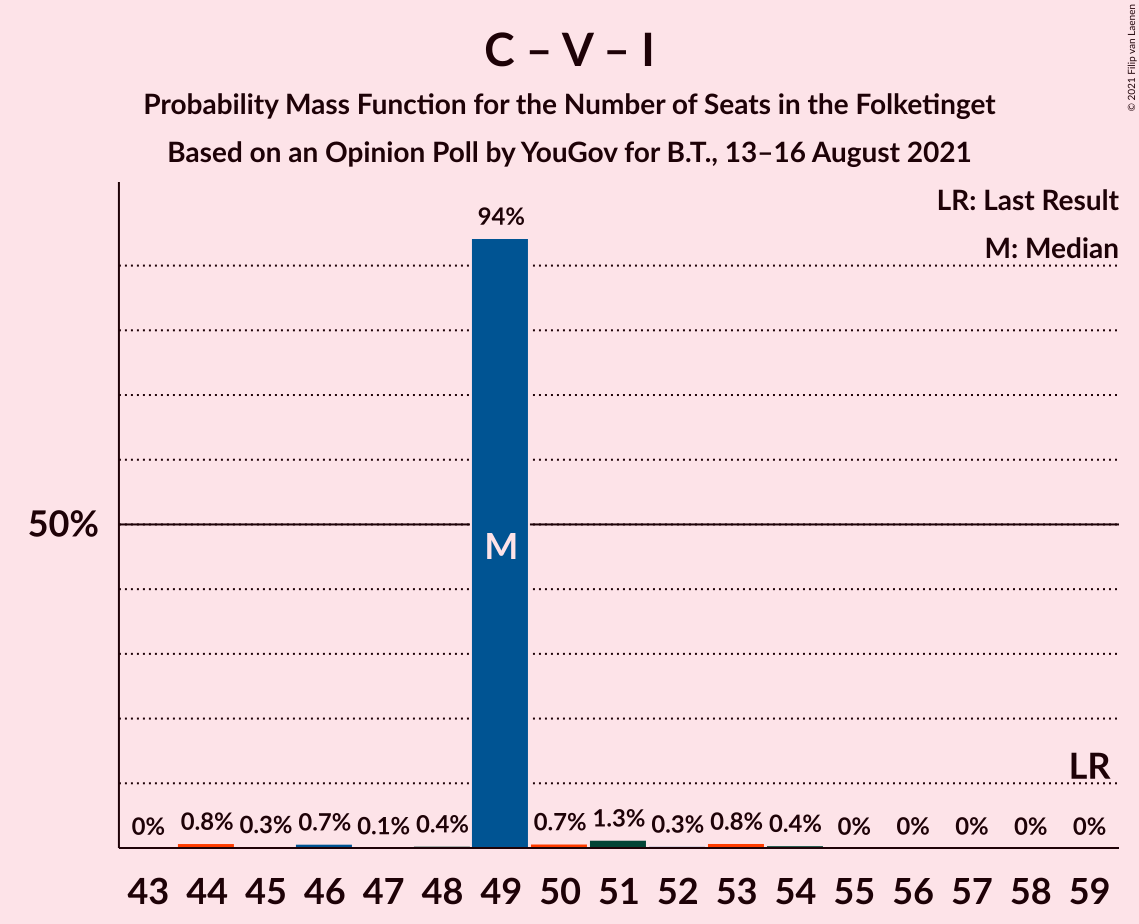 C – V – I
Probability Mass Function for the Number of Seats in the Folketinget
Based on an Opinion Poll by YouGov for B.T., 13–16 August 2021
© 2021 Filip van Laenen
LR: Last Result
M: Median
94%
50%
M
LR
0% 0.8% 0.3% 0.7% 0.1% 0.4% 0.7% 1.3% 0.3% 0.8% 0.4% 0% 0% 0% 0% 0%
43 44 45 46 47 48 49 50 51 52 53 54 55 56 57 58 59